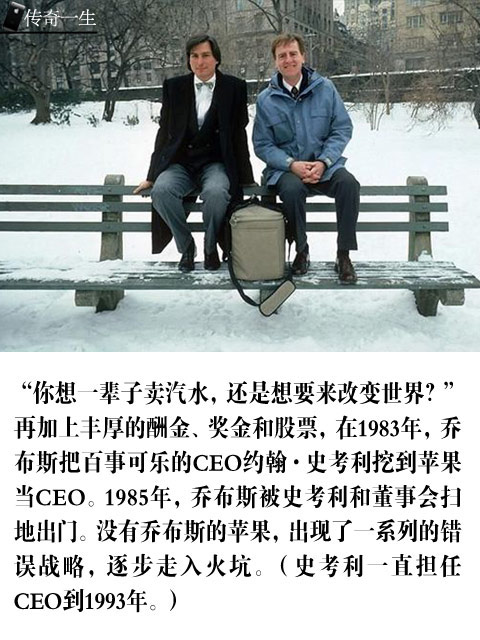 传奇一生
“你想一辈子卖汽水，还是想要来改变世界？”
再加上丰厚的酬金、奖金和股票，在1983年，乔
布斯把百事可乐的CEO约翰·史考利挖到苹果
当CEO。1985年，乔布斯被史考利和董事会扫
地出门。没有乔布斯的苹果，出现了一系列的错
误战略，逐步走入火坑。（史考利一直担任
CEO到1993年。）